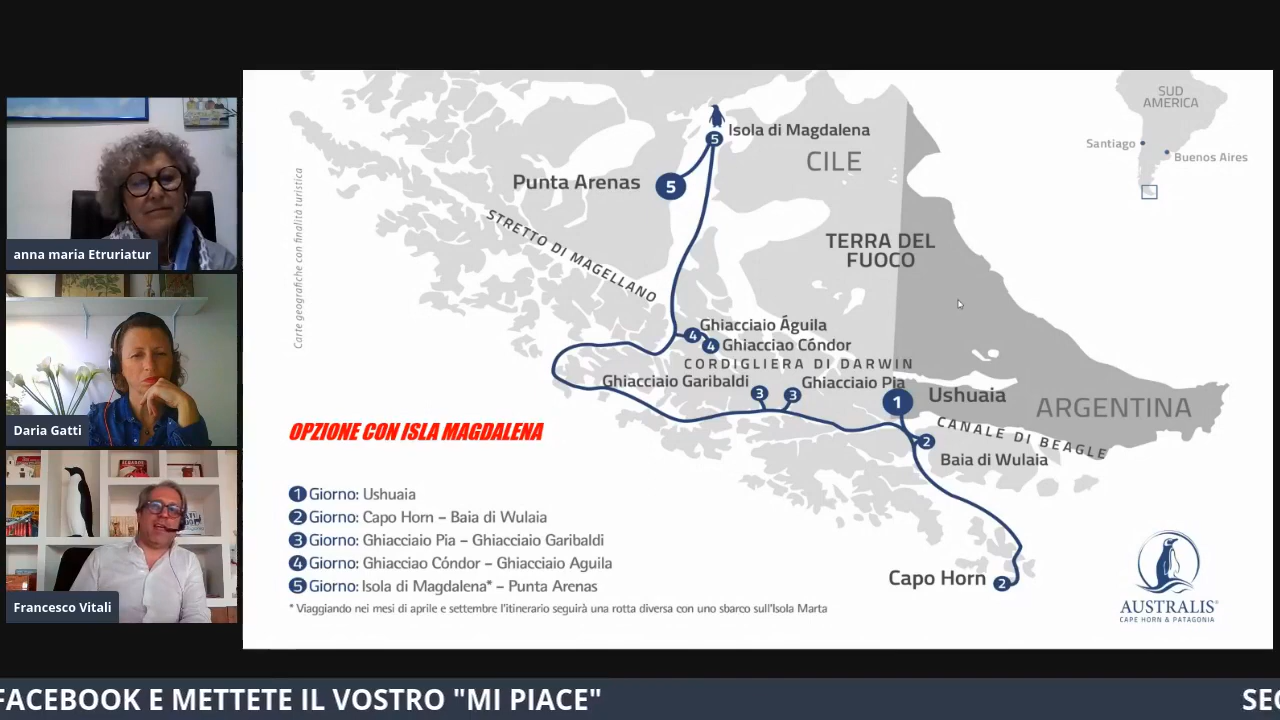 anna maria Etruriatur
Daria Gatti
Francesco Vitali
Carte geografiche con finalità turistica
SUD
AMERICA
Santiago
Buenos Aires
Isola di Magdalena
5
CILE
Punta Arenas
5
STRETTO DI MAGELLANO
TERRA DEL
FUOCO
Ghiacciaio Águila
4
4
Ghiacciao Cóndor
CORDIGLIERA DI DARWIN
Ghiacciaio Garibaldi
Ghiacciaio Pia
3
3
1
Ushuaia
ARGENTINA
CANALE DI BEAGLE
2
Baia di Wulaia
Capo Horn
2
OPZIONE CON ISLA MAGDALENA
1 Giorno: Ushuaia
2 Giorno: Capo Horn – Baia di Wulaia
3 Giorno: Ghiacciaio Pia – Ghiacciaio Garibaldi
4 Giorno: Ghiacciao Cóndor – Ghiacciaio Aguila
5 Giorno: Isola di Magdalena* – Punta Arenas
* Viaggiando nei mesi di aprile e settembre l'itinerario seguirà una rotta diversa con uno sbarco sull'Isola Marta
AUSTRALIS®
CAPE HORN & PATAGONIA
FACEBOOK E METTETE IL VOSTRO "MI PIACE"